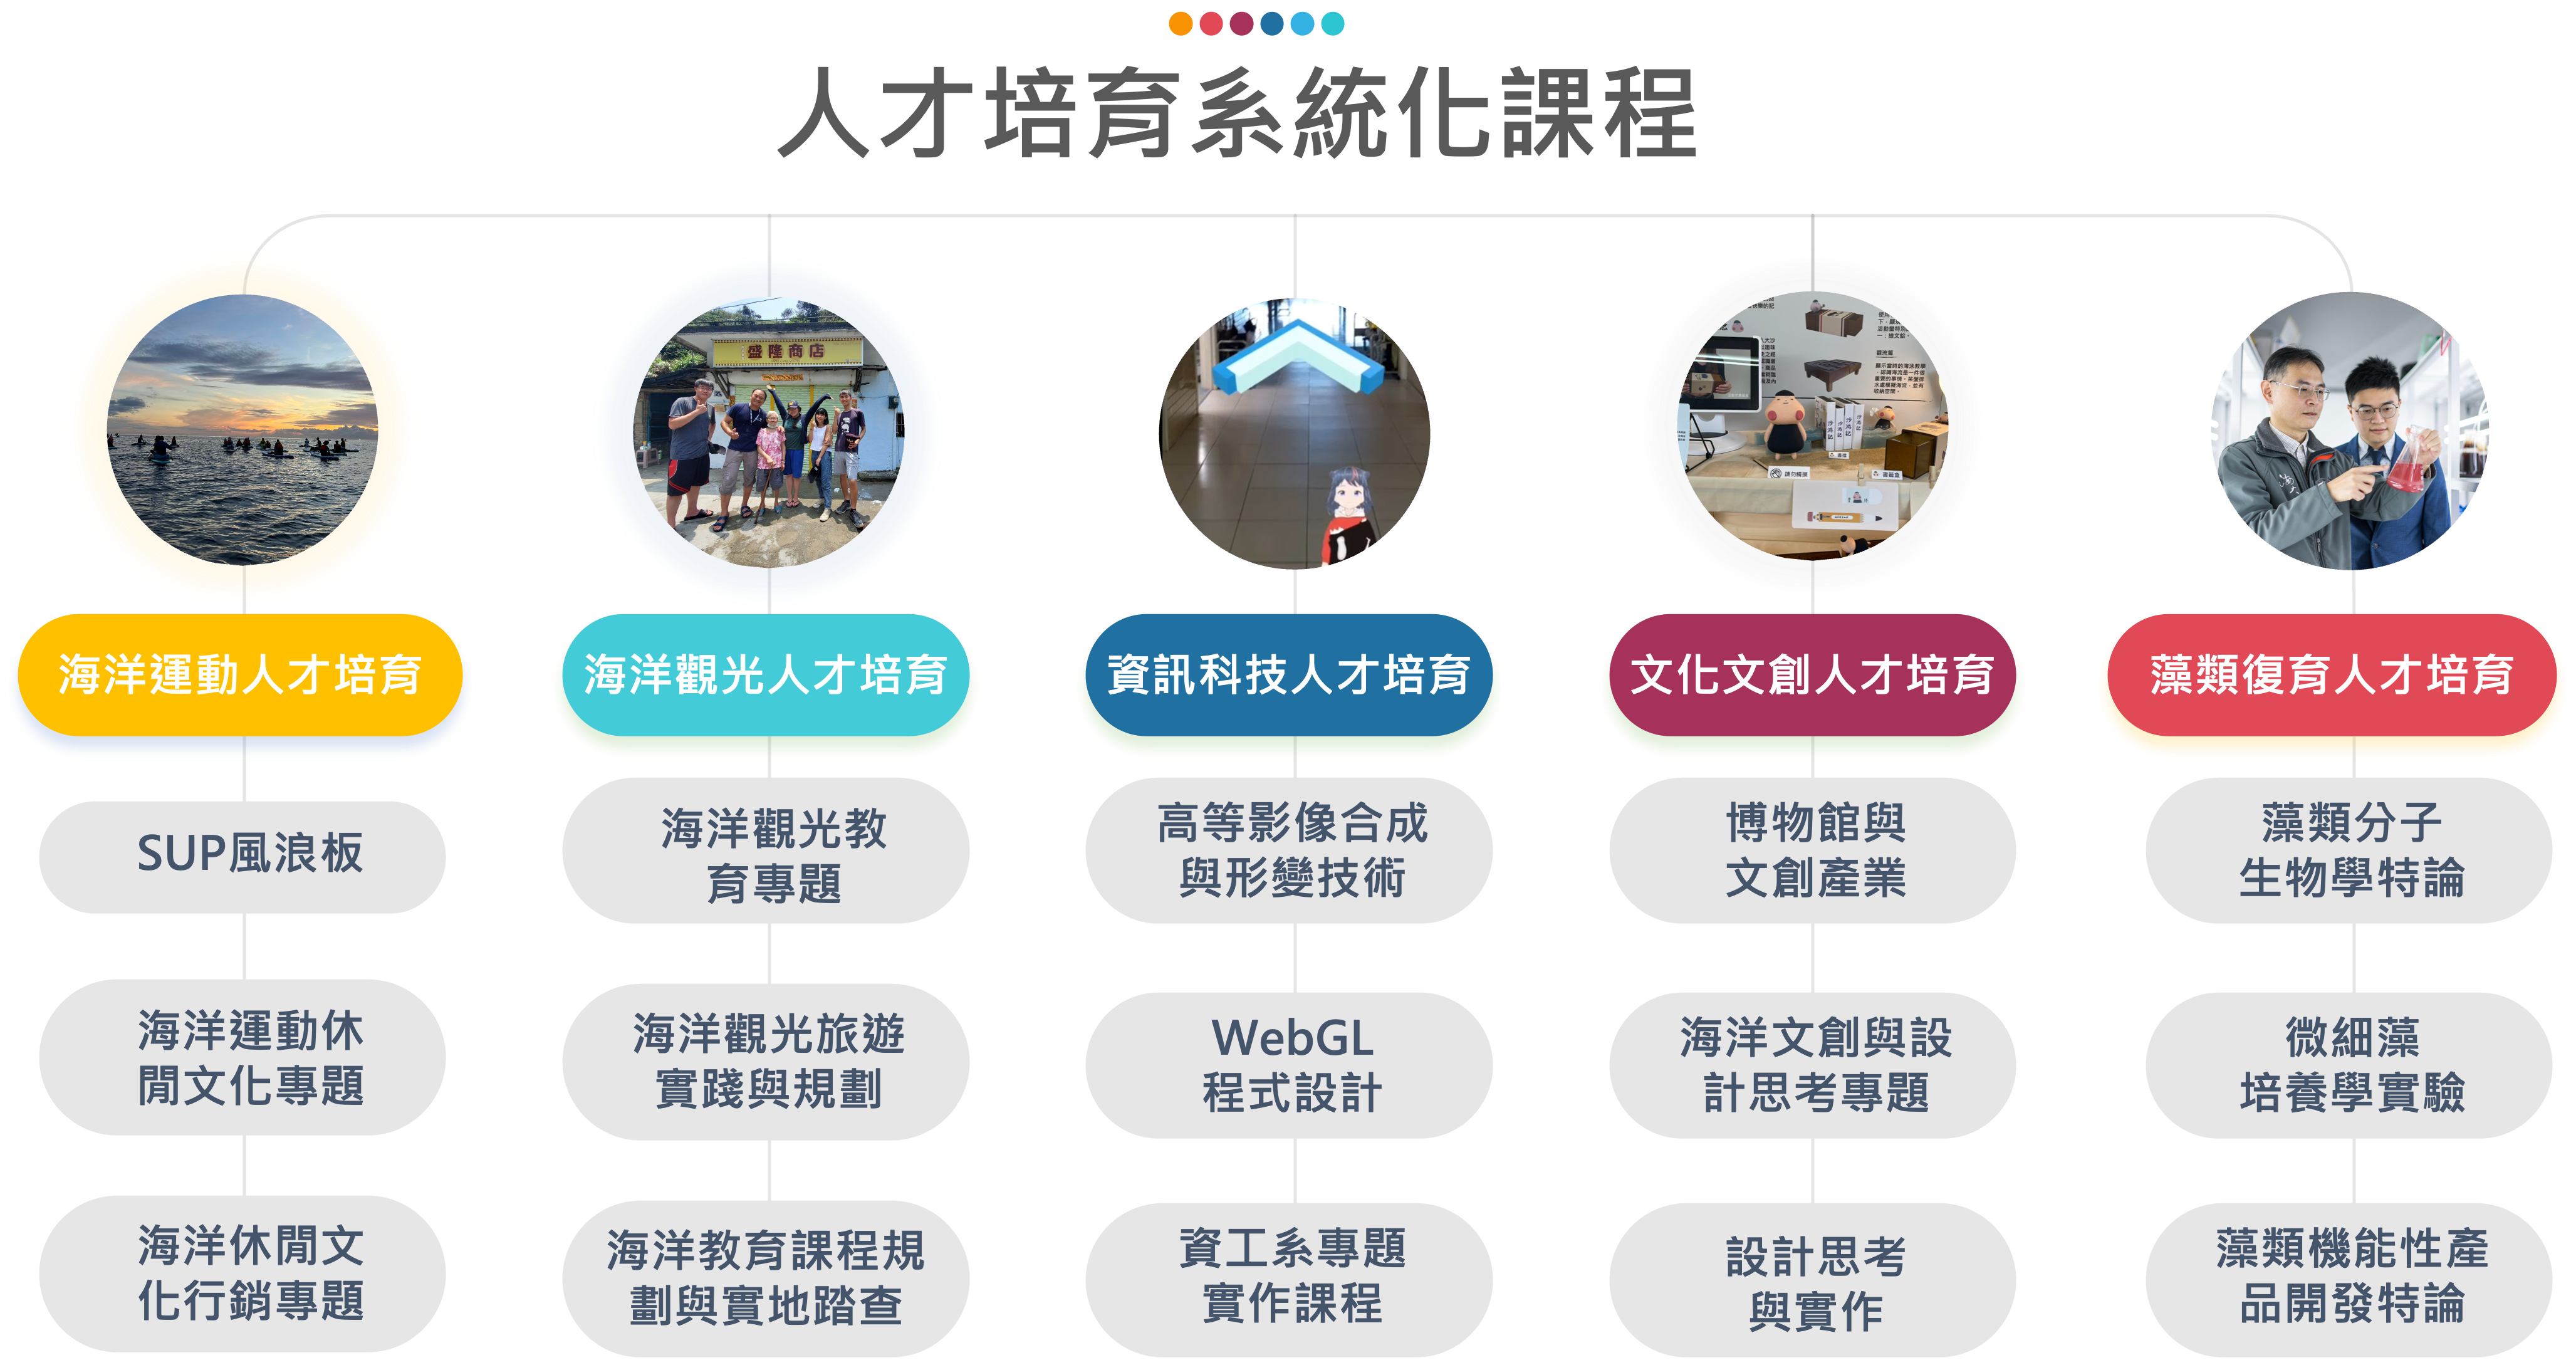 人才培育系統化課程
盛隆商店
請勿觸摸
海洋運動人才培育
SUP風浪板
海洋運動休
閒文化專題
海洋休閒文
化行銷專題
海洋觀光人才培育
海洋觀光教
育專題
海洋觀光旅遊
實踐與規劃
海洋教育課程規
劃與實地踏查
資訊科技人才培育
高等影像合成
與形變技術
WebGL
程式設計
資工系專題
實作課程
文化文創人才培育
博物館與
文創產業
海洋文創與設
計思考專題
設計思考
與實作
藻類復育人才培育
藻類分子
生物學特論
微細藻
培養學實驗
藻類機能性產
品開發特論